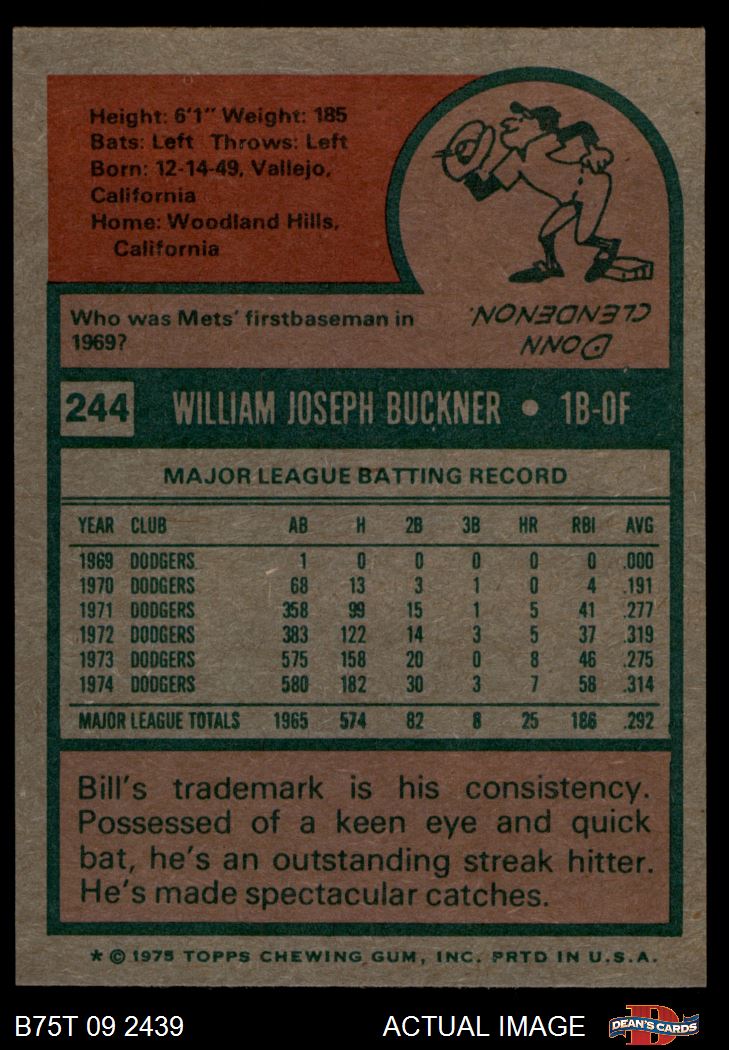 Height: 6'1" Weight: 185
Bats: Left Throws: Left
Born: 12-14-49, Vallejo,
California
Home: Woodland Hills,
California
Who was Mets' firstbaseman in
1969?
DONN
CLENDENON.
244 WILLIAM JOSEPH BUCKNER • 1B-OF
MAJOR LEAGUE BATTING RECORD
YEAR CLUB AB H 2B 3B HR RBI AVG
1969 DODGERS 1 0 0 0 0 0 .000
1970 DODGERS 68 13 3 1 0 4 .191
1971 DODGERS 358 99 15 1 5 41 .277
1972 DODGERS 383 122 14 3 5 37 .319
1973 DODGERS 575 158 20 0 8 46 .275
1974 DODGERS 580 182 30 3 7 58 .314
MAJOR LEAGUE TOTALS 1965 574 82 8 25 186 .292
Bill's trademark is his consistency.
Possessed of a keen eye and quick
bat, he's an outstanding streak hitter.
He's made spectacular catches.
* © 1975 TOPPS CHEWING GUM, INC. PRTD IN U.S.A.
B75T 09 2439 ACTUAL IMAGE DEAN'S CARDS